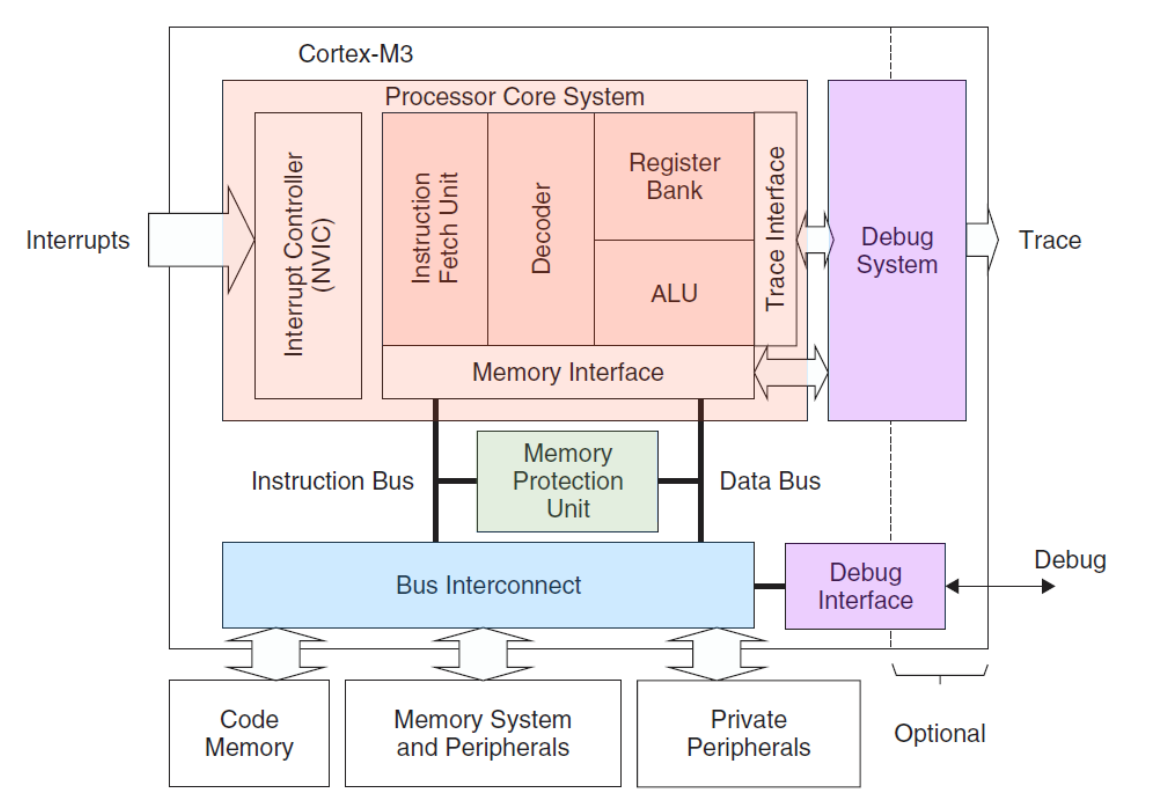 Cortex-M3
Processor Core System
Interrupts
Interrupt Controller
(NVIC)
Instruction
Fetch Unit
Decoder
Register
Bank
ALU
Trace Interface
Memory Interface
Debug
System
Trace
Instruction Bus
Memory
Protection
Unit
Data Bus
Bus Interconnect
Debug
Interface
Debug
Code
Memory
Memory System
and Peripherals
Private
Peripherals
Optional